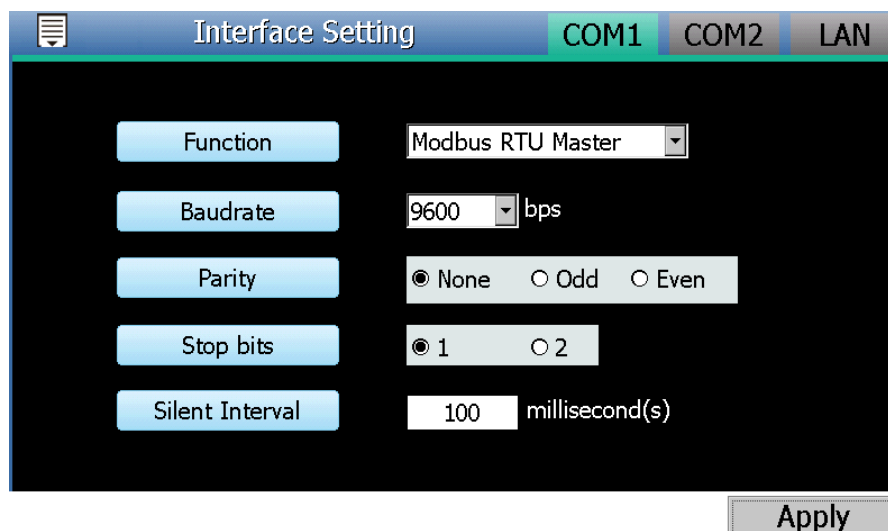 Interface Setting COM1 COM2 LAN
Function Modbus RTU Master
Baudrate 9600 bps
Parity None Odd Even
Stop bits 1 2
Silent Interval 100 millisecond(s)
Apply